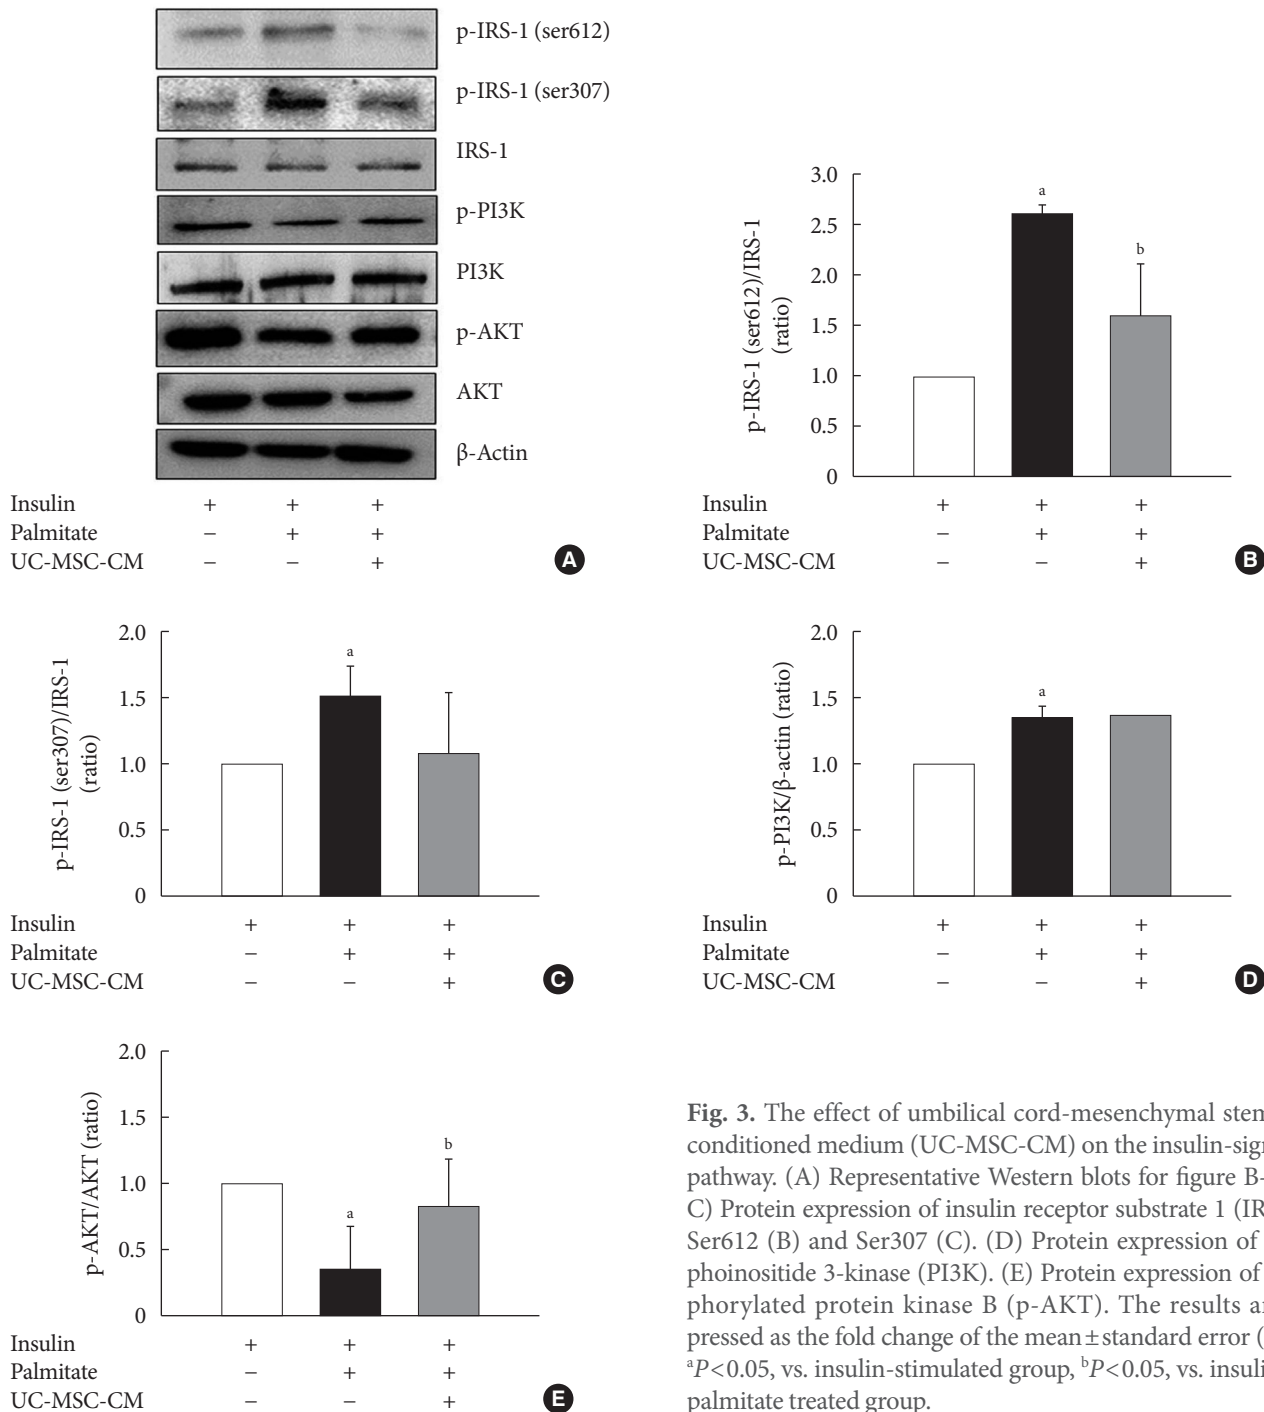 p-IRS-1 (ser612)
p-IRS-1 (ser307)
IRS-1
p-PI3K
PI3K
p-AKT
AKT
β-Actin
Insulin + + +
Palmitate − + +
UC-MSC-CM − − +
A
p-IRS-1 (ser612)/IRS-1
(ratio)
3.0
2.5
2.0
1.5
1.0
0.5
0
a
b
Insulin + + +
Palmitate − + +
UC-MSC-CM − − +
B
p-IRS-1 (ser307)/IRS-1
(ratio)
2.0
1.5
1.0
0.5
0
a
Insulin + + +
Palmitate − + +
UC-MSC-CM − − +
C
p-PI3K/β-actin (ratio)
2.0
1.5
1.0
0.5
0
a
Insulin + + +
Palmitate − + +
UC-MSC-CM − − +
D
p-AKT/AKT (ratio)
2.0
1.5
1.0
0.5
0
a
b
Insulin + + +
Palmitate − + +
UC-MSC-CM − − +
E
Fig. 3. The effect of umbilical cord-mesenchymal stem
conditioned medium (UC-MSC-CM) on the insulin-sign
pathway. (A) Representative Western blots for figure B-
C) Protein expression of insulin receptor substrate 1 (IR
Ser612 (B) and Ser307 (C). (D) Protein expression of
phoinositide 3-kinase (PI3K). (E) Protein expression of
phorylated protein kinase B (p-AKT). The results ar
pressed as the fold change of the mean±standard error (
ᵃP<0.05, vs. insulin-stimulated group, ᵇP<0.05, vs. insuli
palmitate treated group.